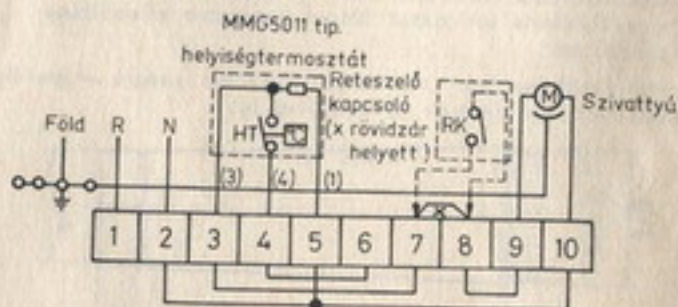 MMG5011 tip.
helyiségtermosztát
Reteszelő
kapcsoló
(x rövidzár
helyett)
RK
M
Szivattyú
Föld
R
N
HT
(3)
(4)
(1)
1 2 3 4 5 6 7 8 9 10